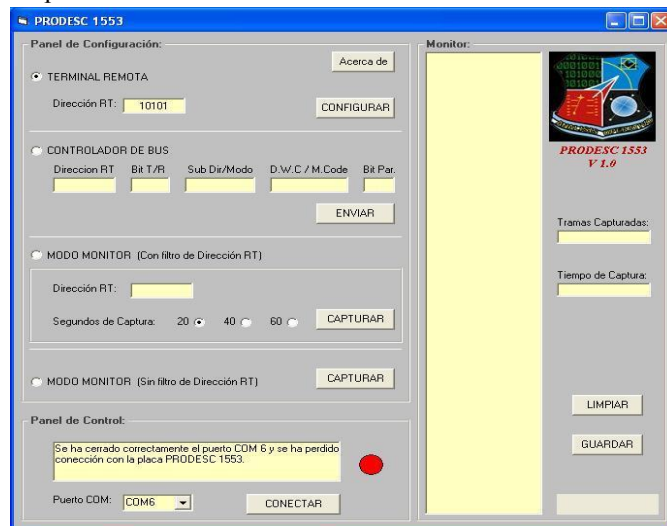 PRODESC 1553
Panel de Configuración:
Acerca de
TERMINAL REMOTA
Dirección RT: 10101
CONFIGURAR
CONTROLADOR DE BUS
Direccion RT Bit T/R Sub Dir/Modo D.W.C / M.Code Bit Par.
ENVIAR
MODO MONITOR (Con filtro de Dirección RT)
Dirección RT:
Segundos de Captura: 20 40 60 CAPTURAR
MODO MONITOR (Sin filtro de Dirección RT) CAPTURAR
Panel de Control:
Se ha cerrado correctamente el puerto COM 6 y se ha perdido
conección con la placa PRODESC 1553.
Puerto COM: COM6 CONECTAR
Monitor:
PRODESC 1553
V 1.0
Tramas Capturadas:
Tiempo de Captura:
LIMPIAR
GUARDAR